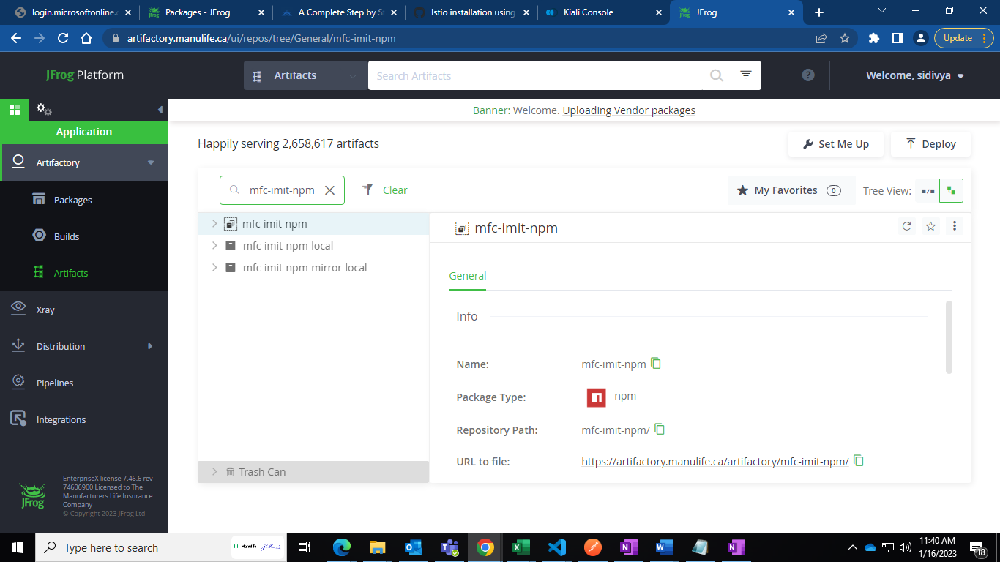 login.microsoftonline.c
Packages - JFrog
A Complete Step by St
Istio installation using
Kiali Console
JFrog
artifactory.manulife.ca/ui/repos/tree/General/mfc-imit-npm
Update
JFrog Platform
Artifacts
Search Artifacts
?
Welcome, sidivya
Banner: Welcome. Uploading Vendor packages
Application
Happily serving 2,658,617 artifacts
Set Me Up
Deploy
Artifactory
mfc-imit-npm
Clear
My Favorites
0
Tree View:
Packages
mfc-imit-npm
mfc-imit-npm
Builds
mfc-imit-npm-local
Artifacts
mfc-imit-npm-mirror-local
General
Xray
Info
Distribution
Name:
mfc-imit-npm
Pipelines
Package Type:
npm
Integrations
Repository Path:
mfc-imit-npm/
URL to file:
https://artifactory.manulife.ca/artifactory/mfc-imit-npm/
Trash Can
JFrog
EnterpriseX license 7.46.6 rev
74606900 Licensed to The
Manufacturers Life Insurance
Company
© Copyright 2023 JFrog Ltd
Type here to search
Manulife
11:40 AM
1/16/2023
18